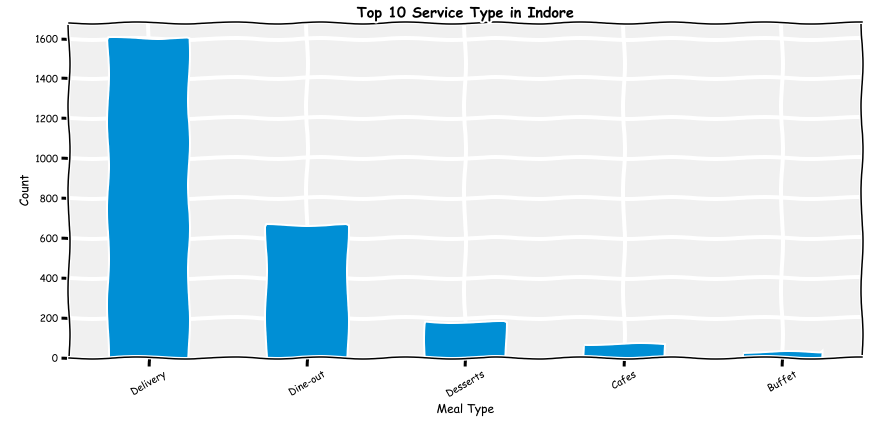 Top 10 Service Type in Indore
1600
1400
1200
1000
800
600
400
200
0
Count
Delivery
Dine-out
Desserts
Cafes
Buffet
Meal Type